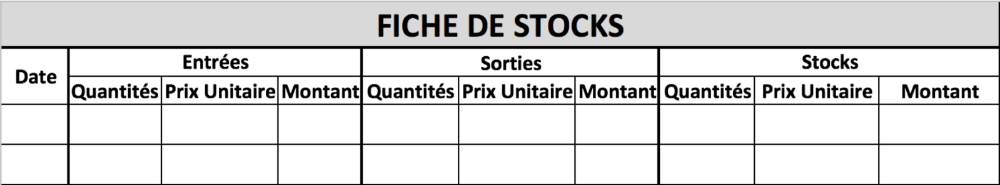 FICHE DE STOCKS
Date Entrées Sorties Stocks
Quantités Prix Unitaire Montant Quantités Prix Unitaire Montant Quantités Prix Unitaire Montant